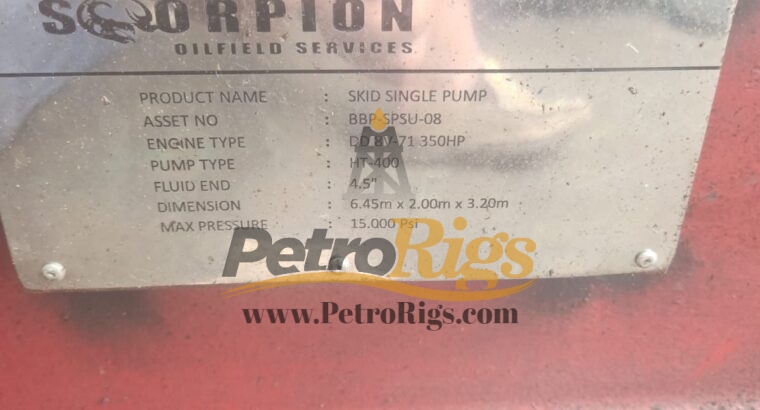 SCORPION
OILFIELD SERVICES
PRODUCT NAME : SKID SINGLE PUMP
ASSET NO : BBP-SPSU-08
ENGINE TYPE : DD 8V-71 350HP
PUMP TYPE : HT-400
FLUID END : 4.5"
DIMENSION : 6.45m x 2.00m x 3.20m
MAX PRESSURE : 15.000 Psi
PetroRigs
www.PetroRigs.com